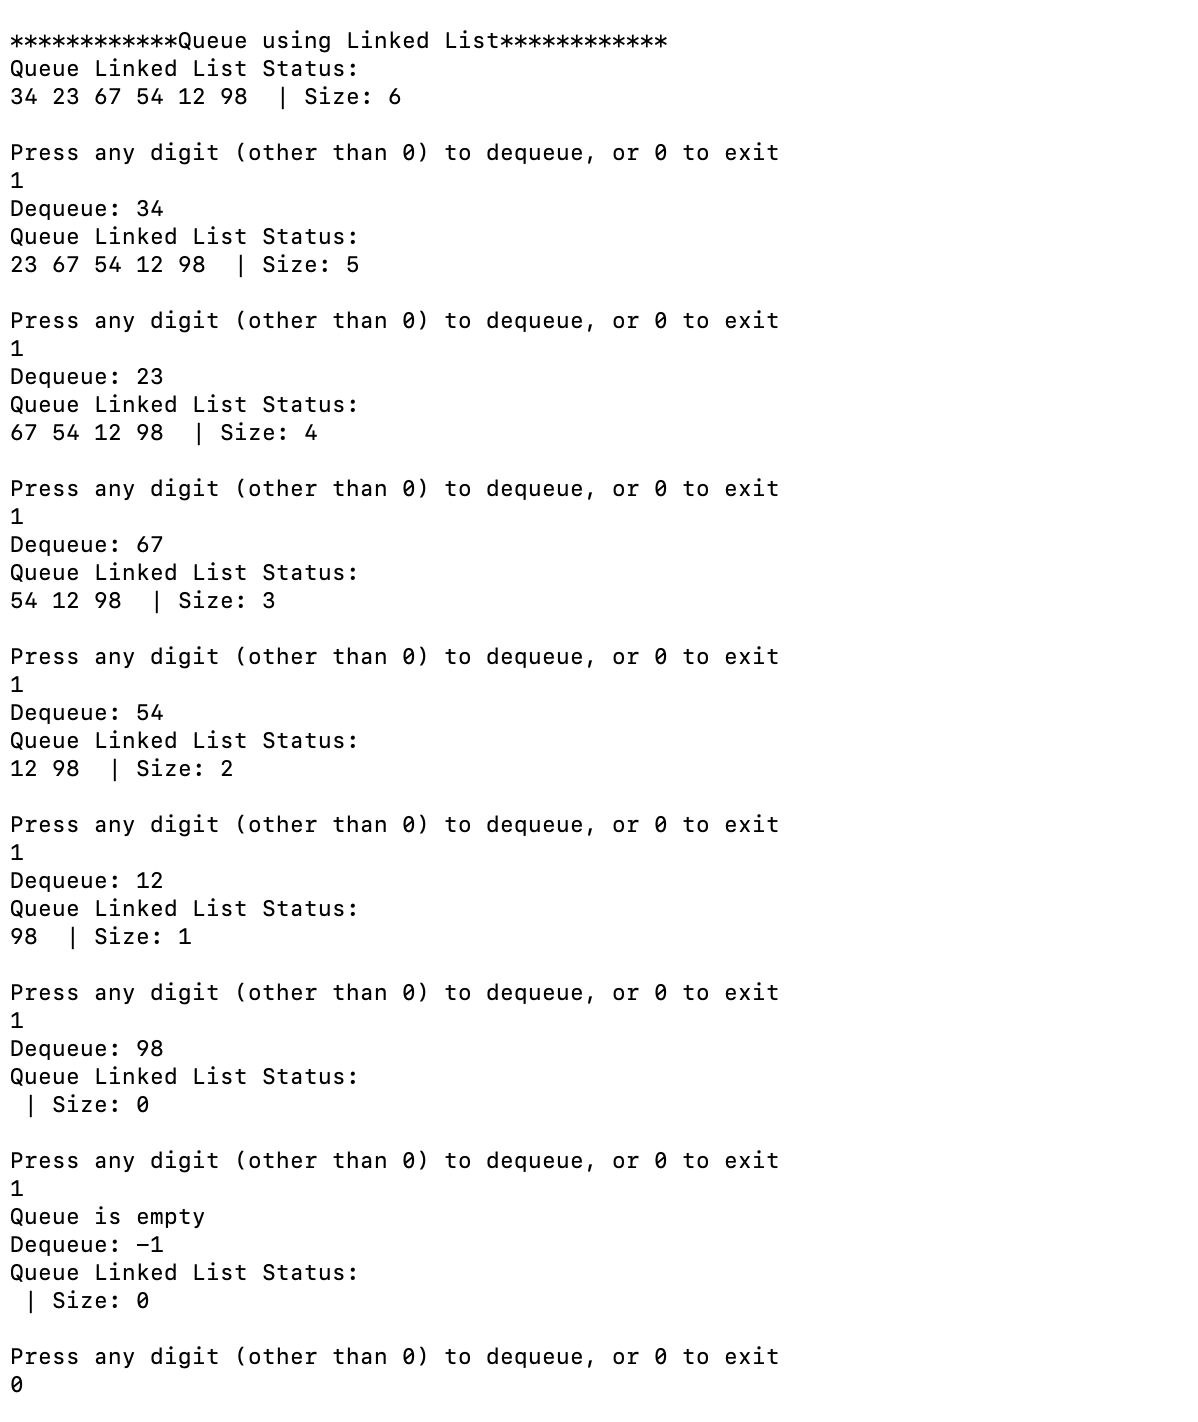 ************Queue using Linked List************
Queue Linked List Status:
34 23 67 54 12 98  | Size: 6
Press any digit (other than 0) to dequeue, or 0 to exit
1
Dequeue: 34
Queue Linked List Status:
23 67 54 12 98  | Size: 5
Press any digit (other than 0) to dequeue, or 0 to exit
1
Dequeue: 23
Queue Linked List Status:
67 54 12 98  | Size: 4
Press any digit (other than 0) to dequeue, or 0 to exit
1
Dequeue: 67
Queue Linked List Status:
54 12 98  | Size: 3
Press any digit (other than 0) to dequeue, or 0 to exit
1
Dequeue: 54
Queue Linked List Status:
12 98  | Size: 2
Press any digit (other than 0) to dequeue, or 0 to exit
1
Dequeue: 12
Queue Linked List Status:
98  | Size: 1
Press any digit (other than 0) to dequeue, or 0 to exit
1
Dequeue: 98
Queue Linked List Status:
 | Size: 0
Press any digit (other than 0) to dequeue, or 0 to exit
1
Queue is empty
Dequeue: -1
Queue Linked List Status:
 | Size: 0
Press any digit (other than 0) to dequeue, or 0 to exit
0